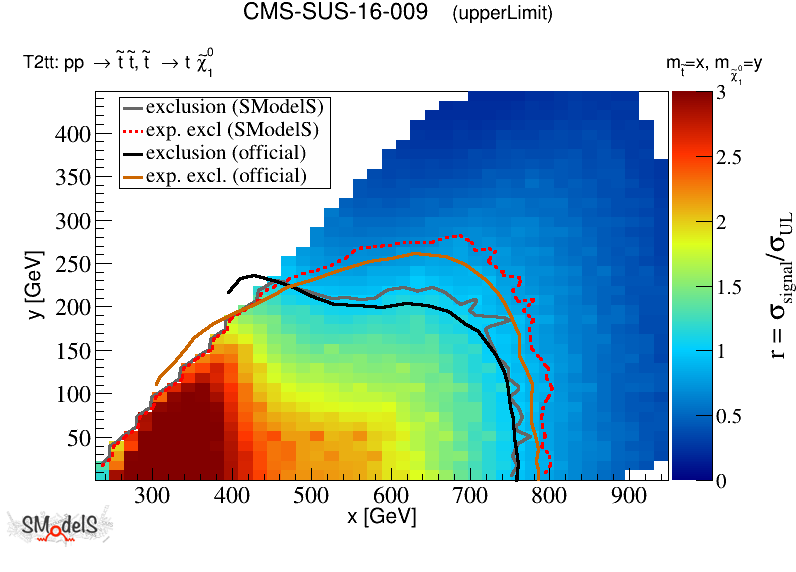 CMS-SUS-16-009 (upperLimit)
T2tt: pp → t̃ t̃, t̃ → t χ̃₁⁰
m_t̃=x, m_χ̃₁⁰=y
exclusion (SModelS)
exp. excl (SModelS)
exclusion (official)
exp. excl. (official)
400
350
300
250
200
150
100
50
y [GeV]
300 400 500 600 700 800 900
x [GeV]
3
2.5
2
1.5
1
0.5
0
r = σ_signal/σ_UL
SModelS